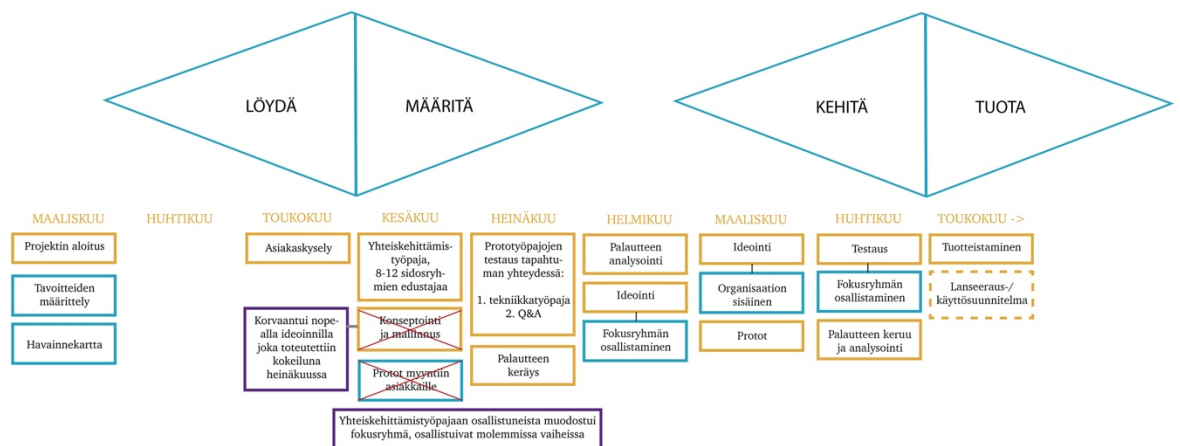 LÖYDÄ
MÄÄRITÄ
KEHITÄ
TUOTA
MAALISKUU
Projektin aloitus
Tavoitteiden
määrittely
Havainnekartta
HUHTIKUU
TOUKOKUU
Asiakaskysely
Korvaantui nope-
alla ideoinnilla
joka toteutettiin
kokeiluna
heinäkuussa
KESÄKUU
Yhteiskehittämis-
työpaja,
8-12 sidosryh-
mien edustajaa
Konseptointi
ja mallinnus
Protot myyntiin
asiakkaille
HEINÄKUU
Prototyöpajojen
testaus tapahtu-
man yhteydessä:
1. tekniikkatyöpaja
2. Q&A
Palautteen
keräys
Yhteiskehittämistyöpajaan osallistuneista muodostui
fokusryhmä, osallistuivat molemmissa vaiheissa
HELMIKUU
Palautteen
analysointi
Ideointi
Fokusryhmän
osallistaminen
MAALISKUU
Ideointi
Organisaation
sisäinen
Protot
HUHTIKUU
Testaus
Fokusryhmän
osallistaminen
Palautteen keruu
ja analysointi
TOUKOKUU ->
Tuotteistaminen
Lanseeraus-/
käyttösuunnitelma